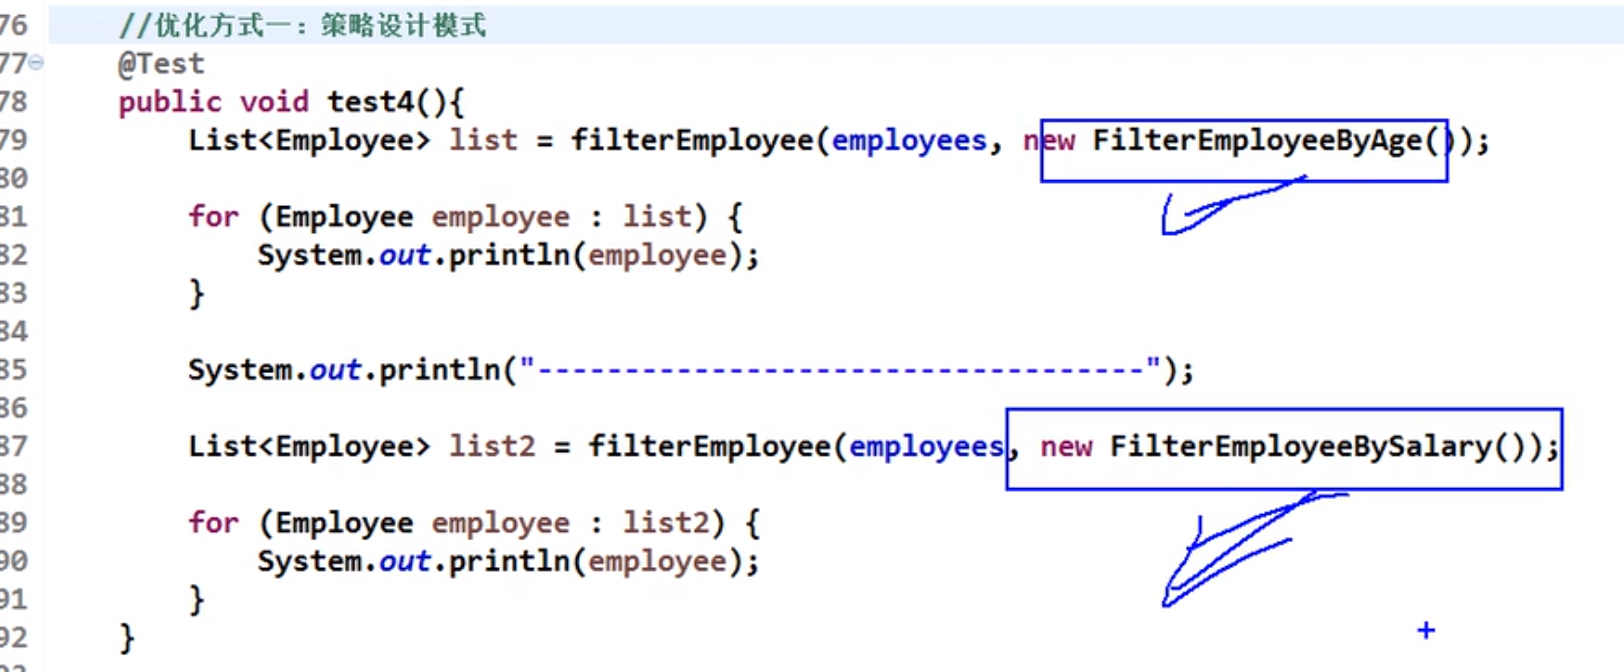 76 //优化方式一：策略设计模式
77 @Test
78 public void test4(){
79 List<Employee> list = filterEmployee(employees, new FilterEmployeeByAge());
80
81 for (Employee employee : list) {
82 System.out.println(employee);
83 }
84
85 System.out.println("-----------------------------------");
86
87 List<Employee> list2 = filterEmployee(employees, new FilterEmployeeBySalary());
88
89 for (Employee employee : list2) {
90 System.out.println(employee);
91 }
92 }